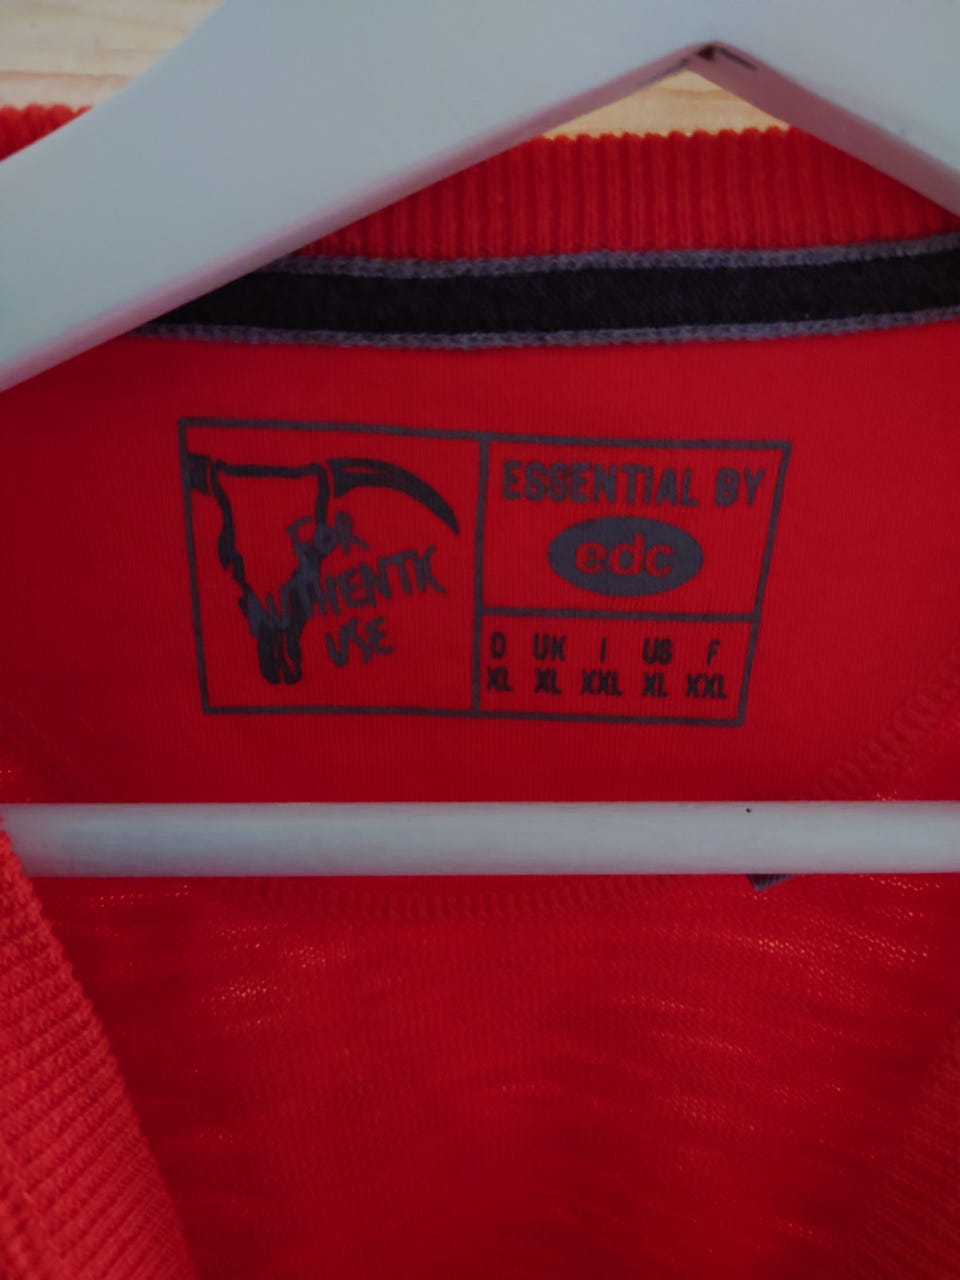 FOR
AUTHENTIC
USE
ESSENTIAL BY
edc
D UK I US F
XL XL XXL XL XXL